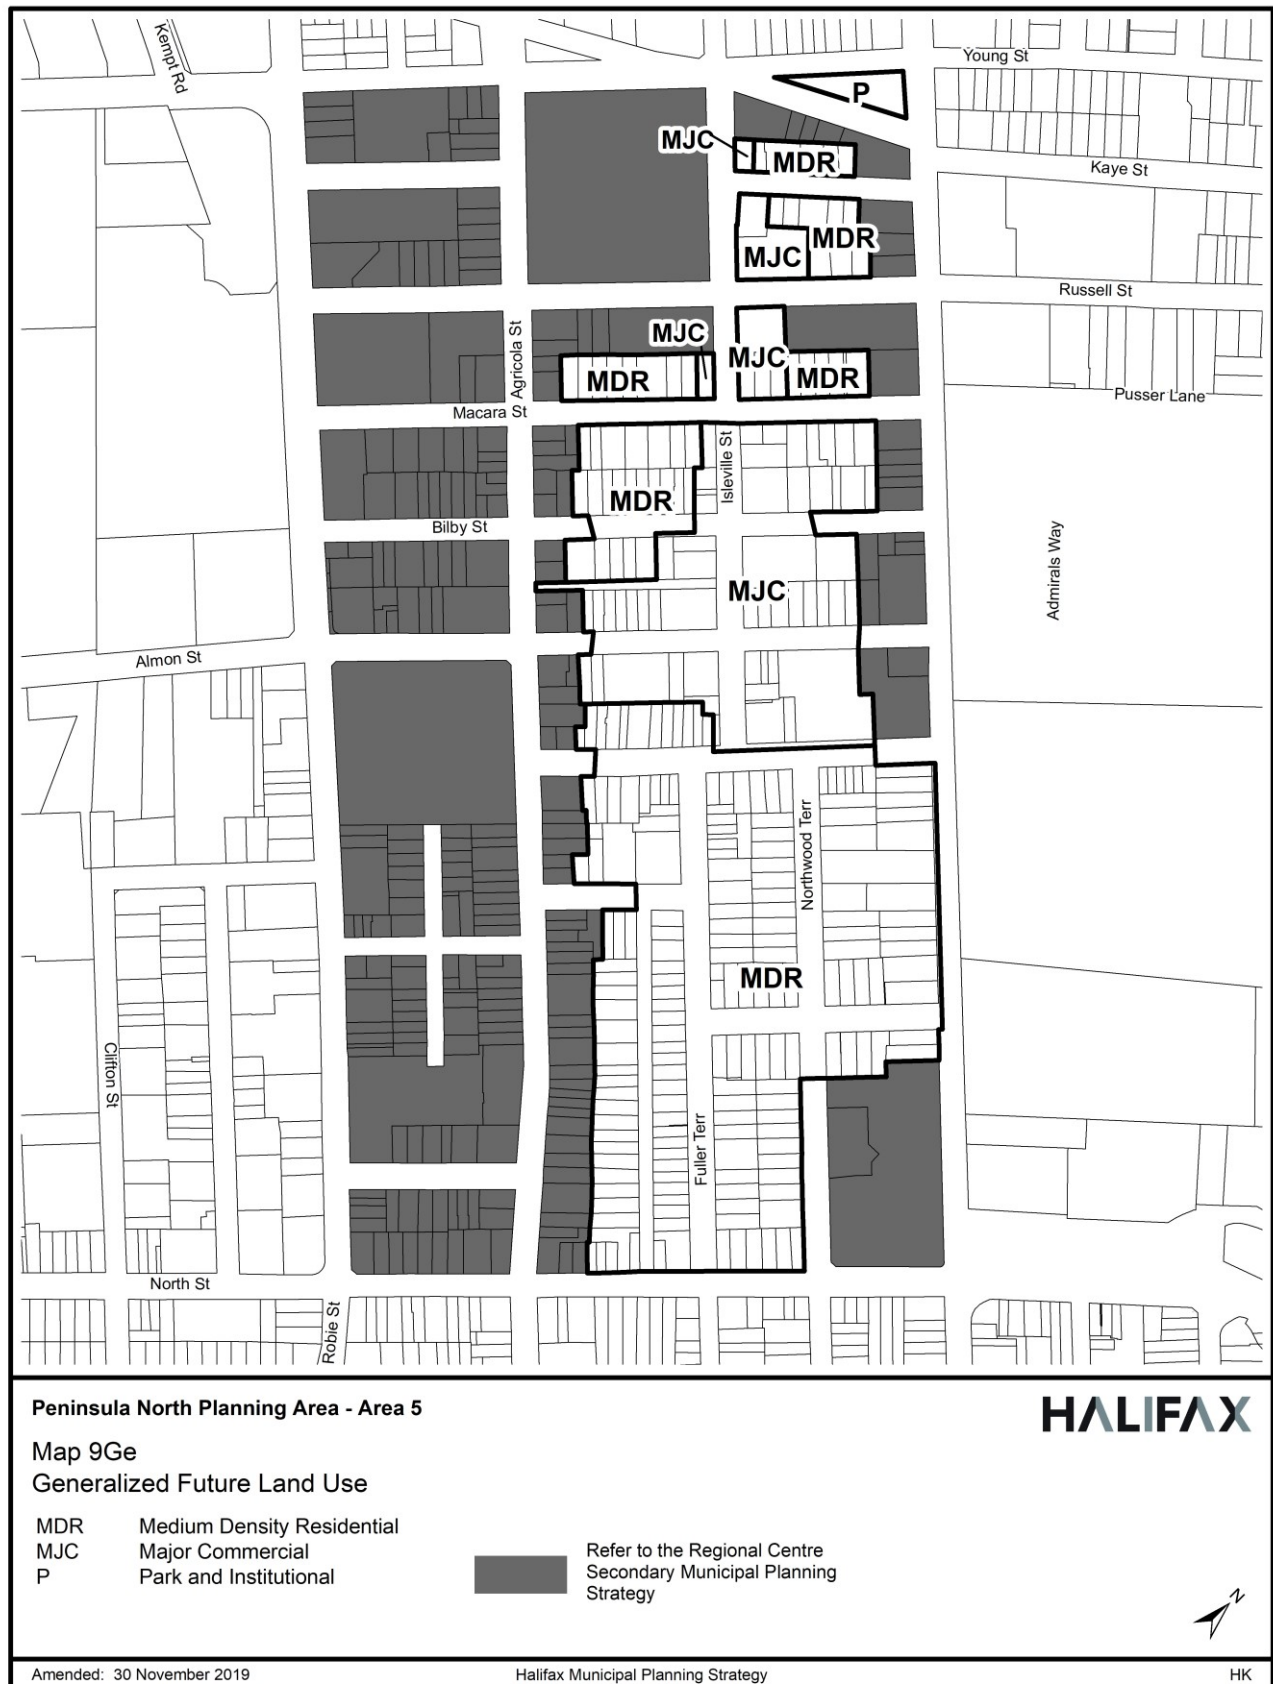 Kempt Rd
Young St
P
MJC
MDR
Kaye St
MDR
MJC
Russell St
Agricola St
MJC
MJC
MDR
MDR
Pusser Lane
Macara St
Isleville St
MDR
Bilby St
Admirals Way
MJC
Almon St
Northwood Terr
MDR
Clifton St
Fuller Terr
North St
Robie St
Peninsula North Planning Area - Area 5
HALIFAX
Map 9Ge
Generalized Future Land Use
MDR Medium Density Residential
MJC Major Commercial
P Park and Institutional
Refer to the Regional Centre
Secondary Municipal Planning
Strategy
N
Amended: 30 November 2019 Halifax Municipal Planning Strategy HK